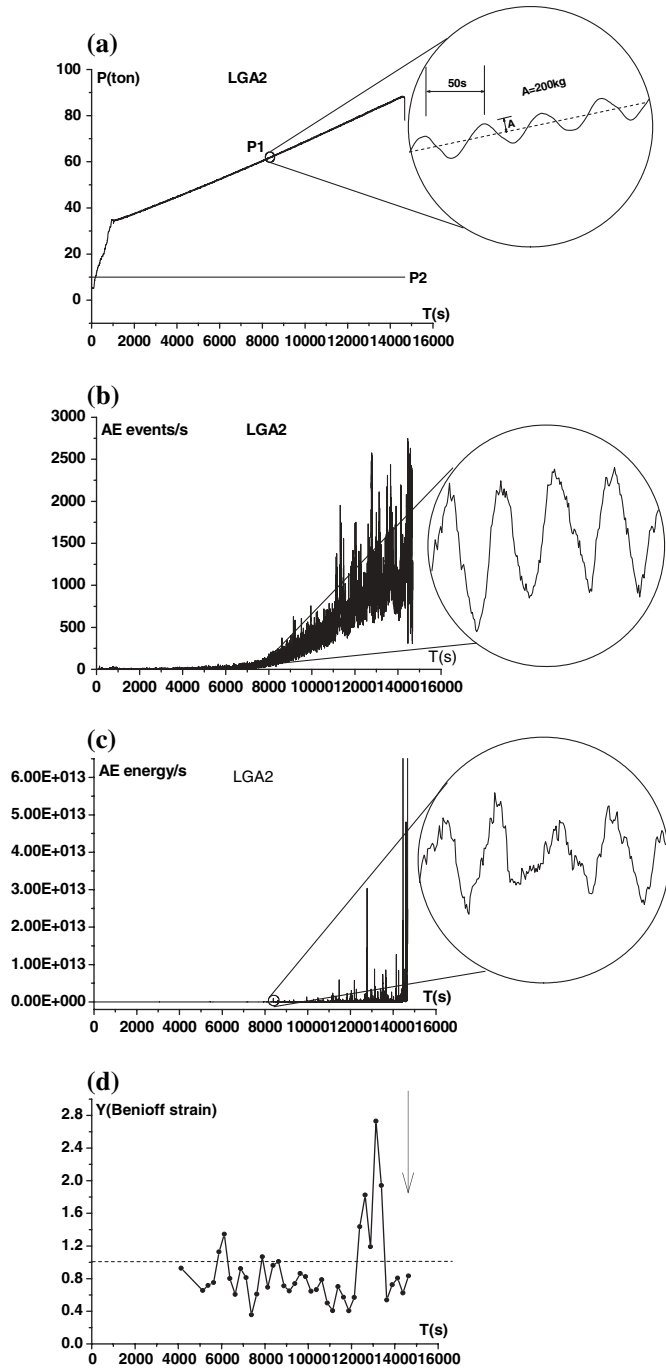 (a)
P(ton) LGA2
100
80
60
40
20
0
P1
P2
50s
A=200kg
A
T(s)
0 2000 4000 6000 8000 10000 12000 14000 16000
(b)
AE events/s LGA2
3000
2500
2000
1500
1000
500
0
T(s)
0 2000 4000 6000 8000 10000 12000 14000 16000
(c)
AE energy/s LGA2
6.00E+013
5.00E+013
4.00E+013
3.00E+013
2.00E+013
1.00E+013
0.00E+000
T(s)
0 2000 4000 6000 8000 10000 12000 14000 16000
(d)
Y(Benioff strain)
2.8
2.4
2.0
1.6
1.2
0.8
0.4
0.0
T(s)
0 2000 4000 6000 8000 10000 12000 14000 16000